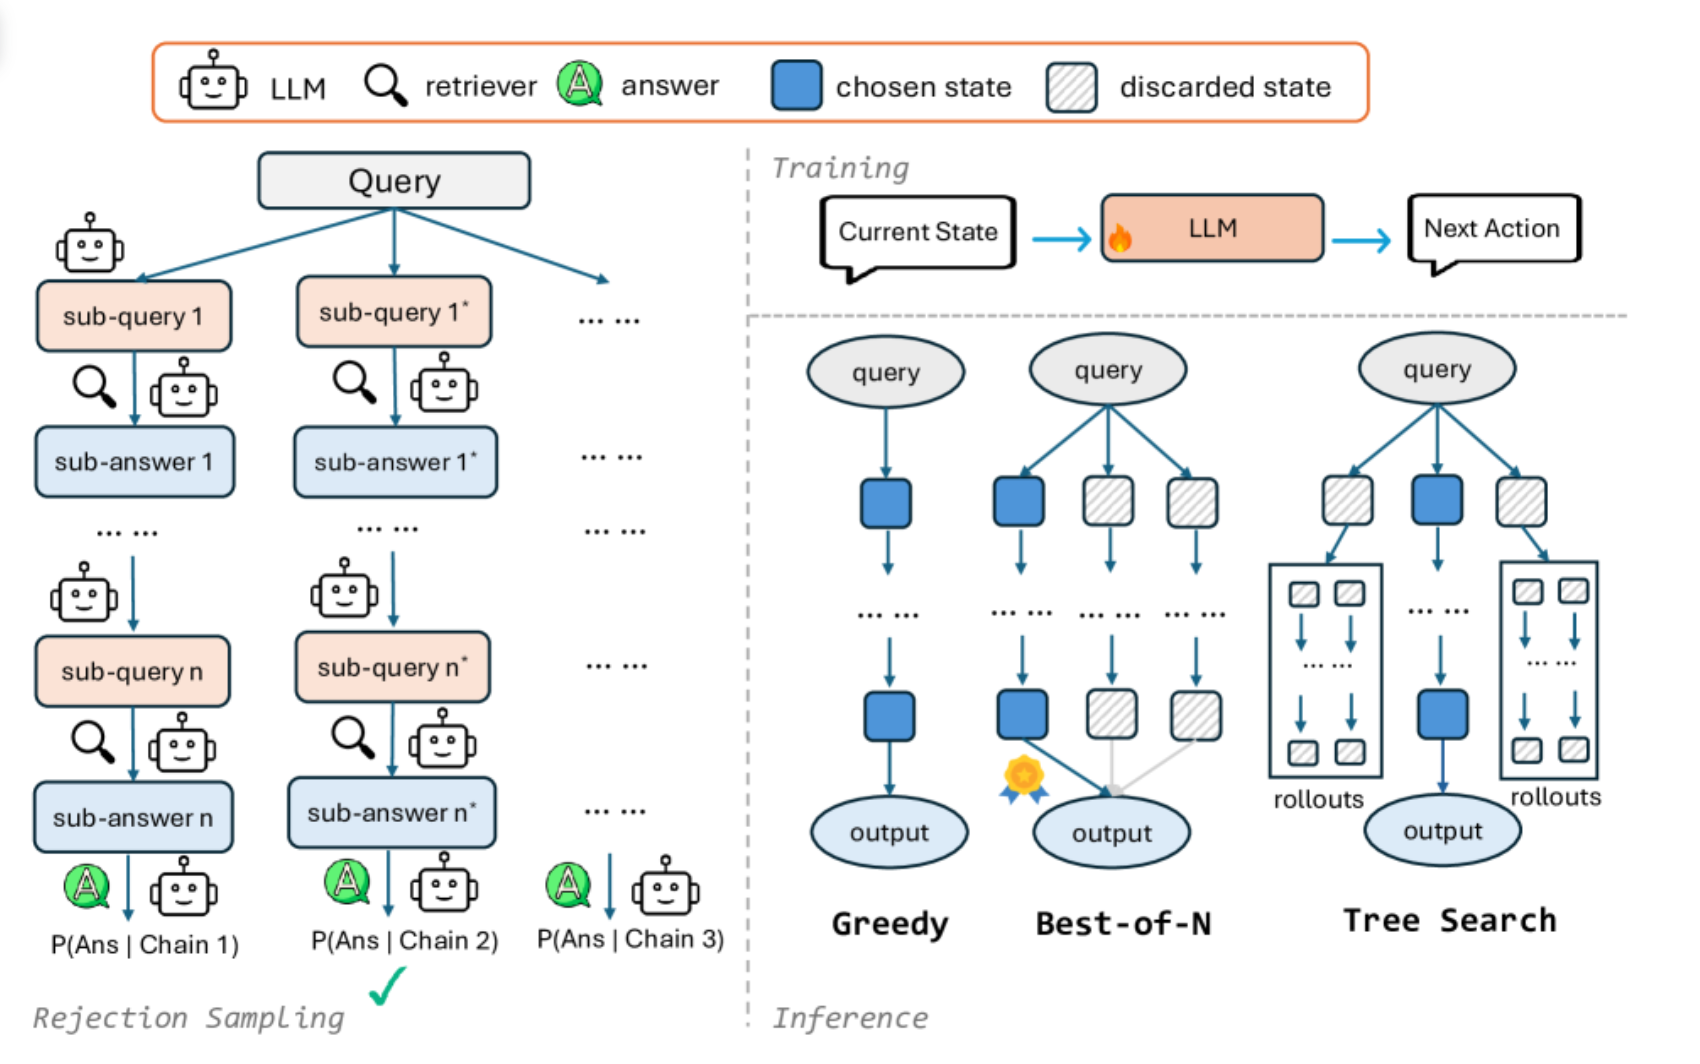 LLM retriever answer chosen state discarded state
Query
sub-query 1
sub-query 1*
... ...
sub-answer 1
sub-answer 1*
... ...
... ...
... ...
... ...
sub-query n
sub-query n*
... ...
sub-answer n
sub-answer n*
... ...
P(Ans | Chain 1)
P(Ans | Chain 2)
P(Ans | Chain 3)
Rejection Sampling
Training
Current State
LLM
Next Action
query
query
query
... ...
... ...
... ...
... ...
... ...
... ...
... ...
rollouts
rollouts
output
output
output
Greedy
Best-of-N
Tree Search
Inference